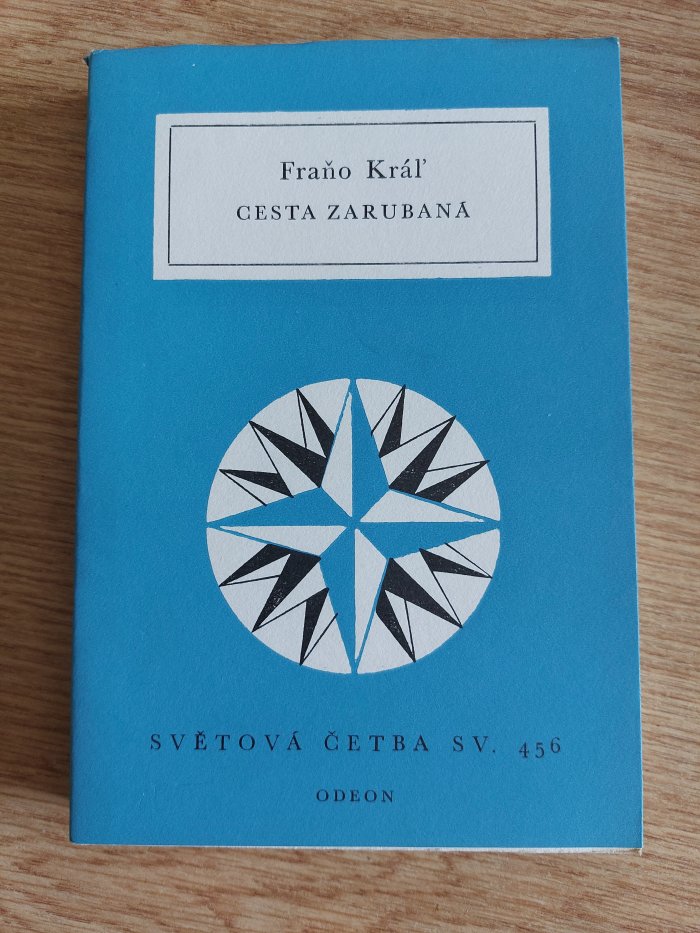 Fraňo Kráľ
CESTA ZARUBANÁ
SVĚTOVÁ ČETBA SV. 456
ODEON